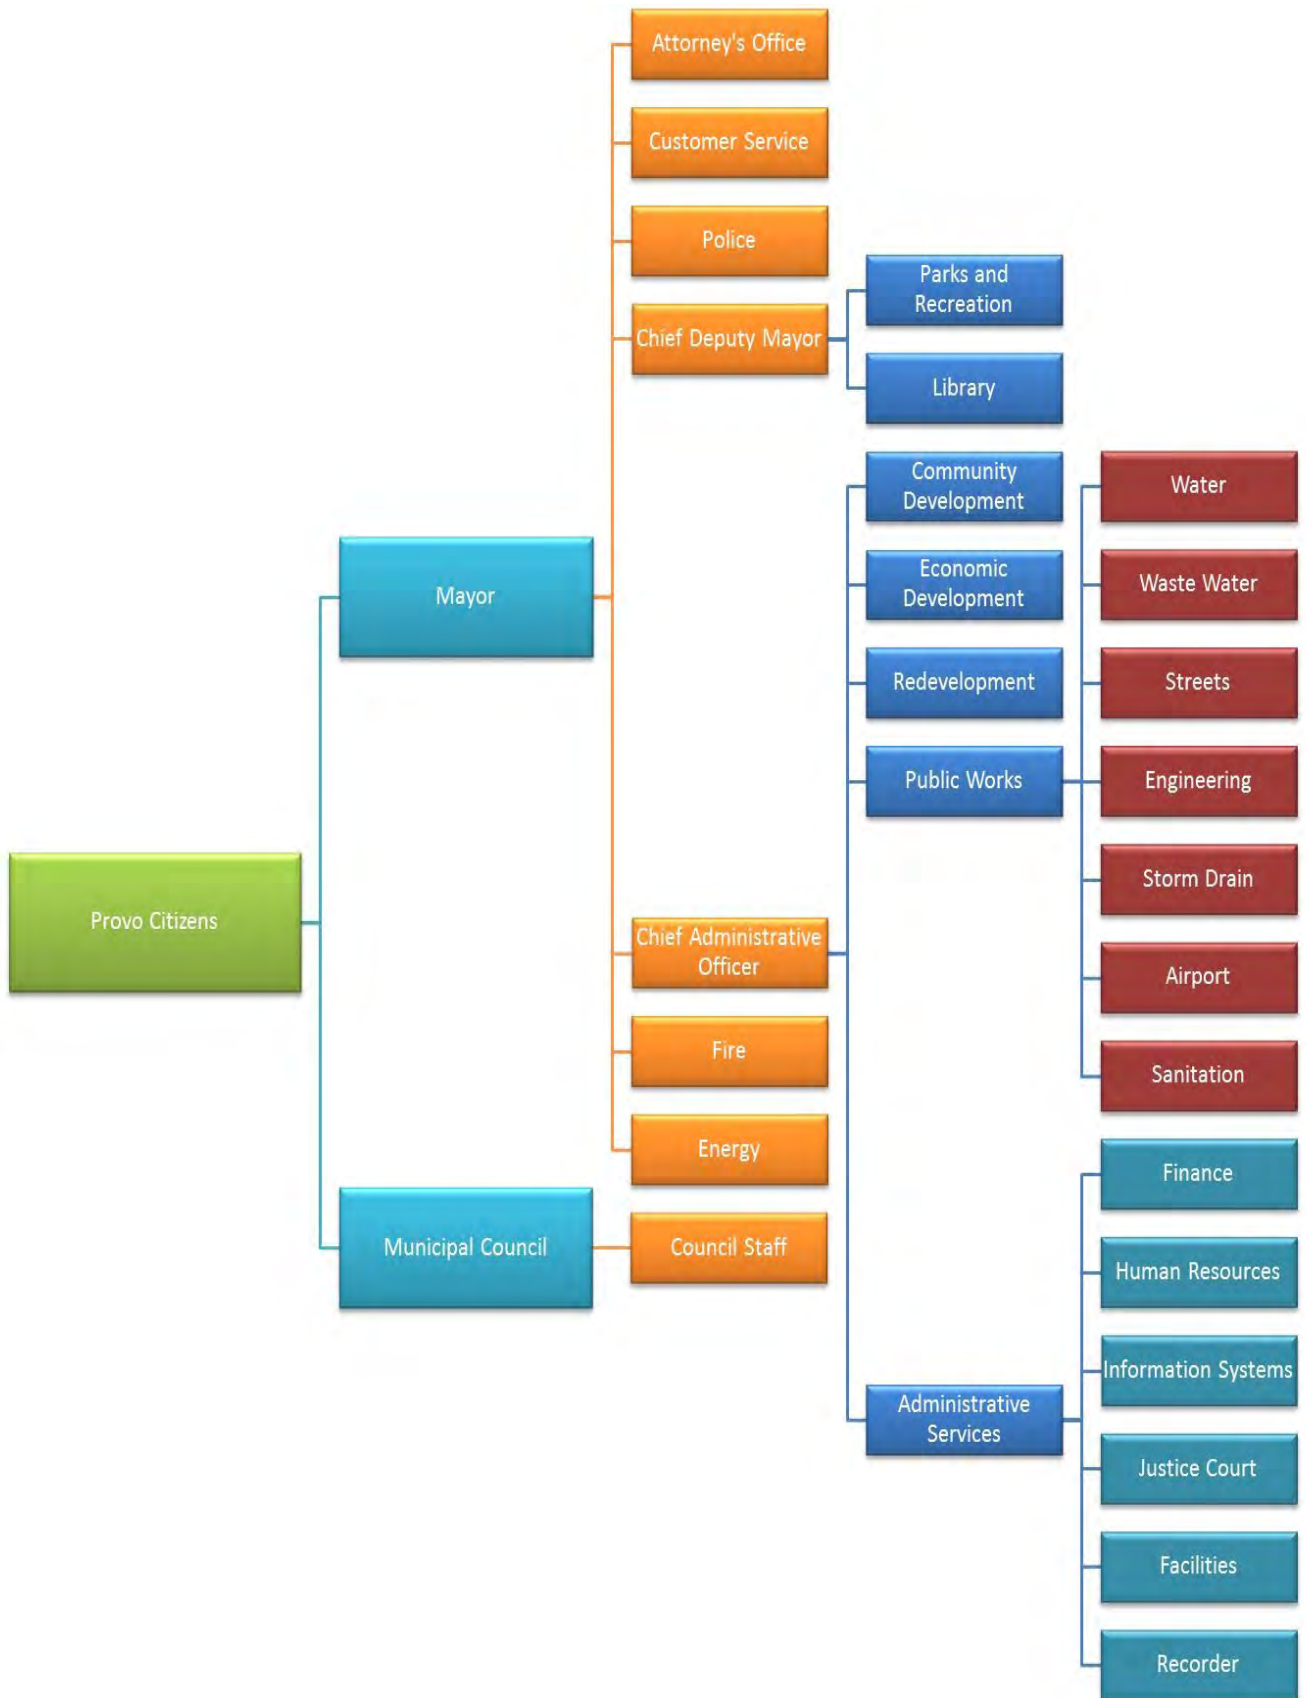 Attorney's Office
Customer Service
Police
Chief Deputy Mayor
Parks and
Recreation
Library
Community
Development
Economic
Development
Redevelopment
Public Works
Water
Waste Water
Streets
Engineering
Storm Drain
Airport
Sanitation
Mayor
Provo Citizens
Chief Administrative
Officer
Fire
Energy
Municipal Council
Council Staff
Administrative
Services
Finance
Human Resources
Information Systems
Justice Court
Facilities
Recorder